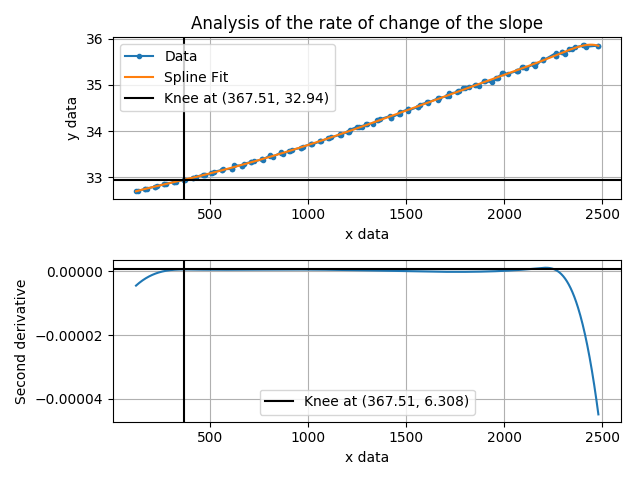 Analysis of the rate of change of the slope
36
35
34
33
y data
Data
Spline Fit
Knee at (367.51, 32.94)
500
1000
1500
2000
2500
x data
0.00000
−0.00002
−0.00004
Second derivative
Knee at (367.51, 6.308)
500
1000
1500
2000
2500
x data